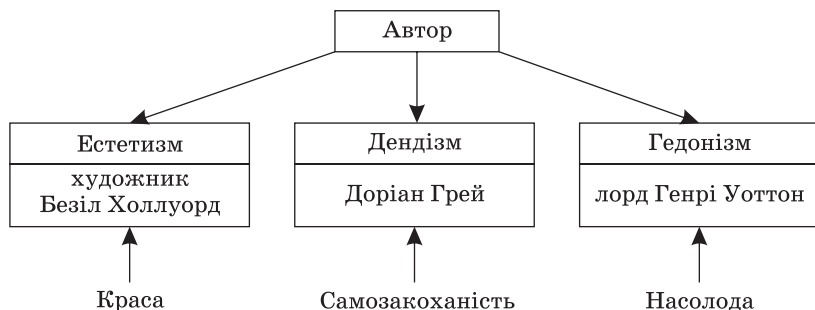 Автор
Естетизм
художник
Безіл Холлуорд
Краса
Дендізм
Доріан Грей
Самозакоханість
Гедонізм
лорд Генрі Уоттон
Насолода